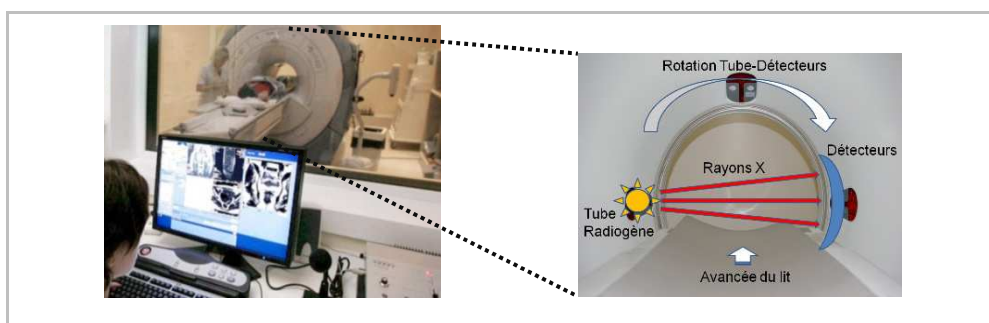 Rotation Tube-Détecteurs
Détecteurs
Rayons X
Tube
Radiogène
Avancée du lit